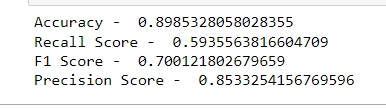 Accuracy -  0.8985328058028355
Recall Score -  0.5935563816604709
F1 Score -  0.700121802679659
Precision Score -  0.8533254156769596